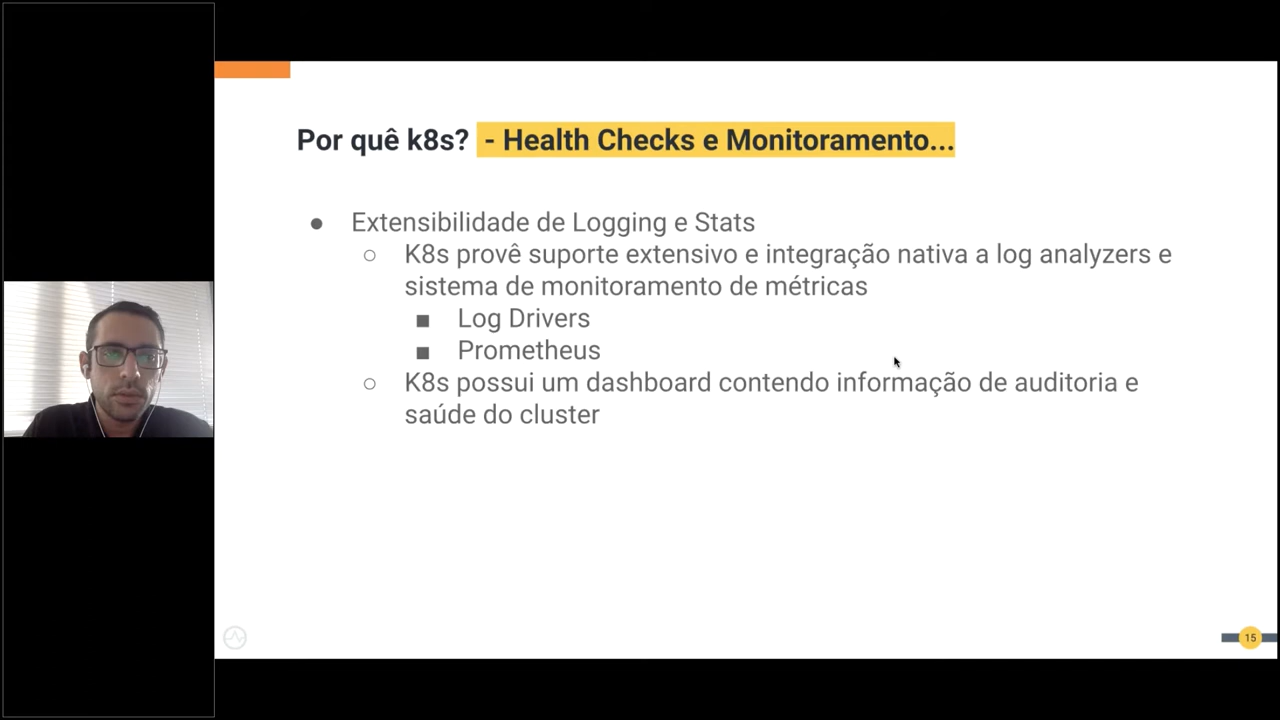 Por quê k8s? - Health Checks e Monitoramento...
● Extensibilidade de Logging e Stats
○ K8s provê suporte extensivo e integração nativa a log analyzers e
sistema de monitoramento de métricas
■ Log Drivers
■ Prometheus
○ K8s possui um dashboard contendo informação de auditoria e
saúde do cluster
15